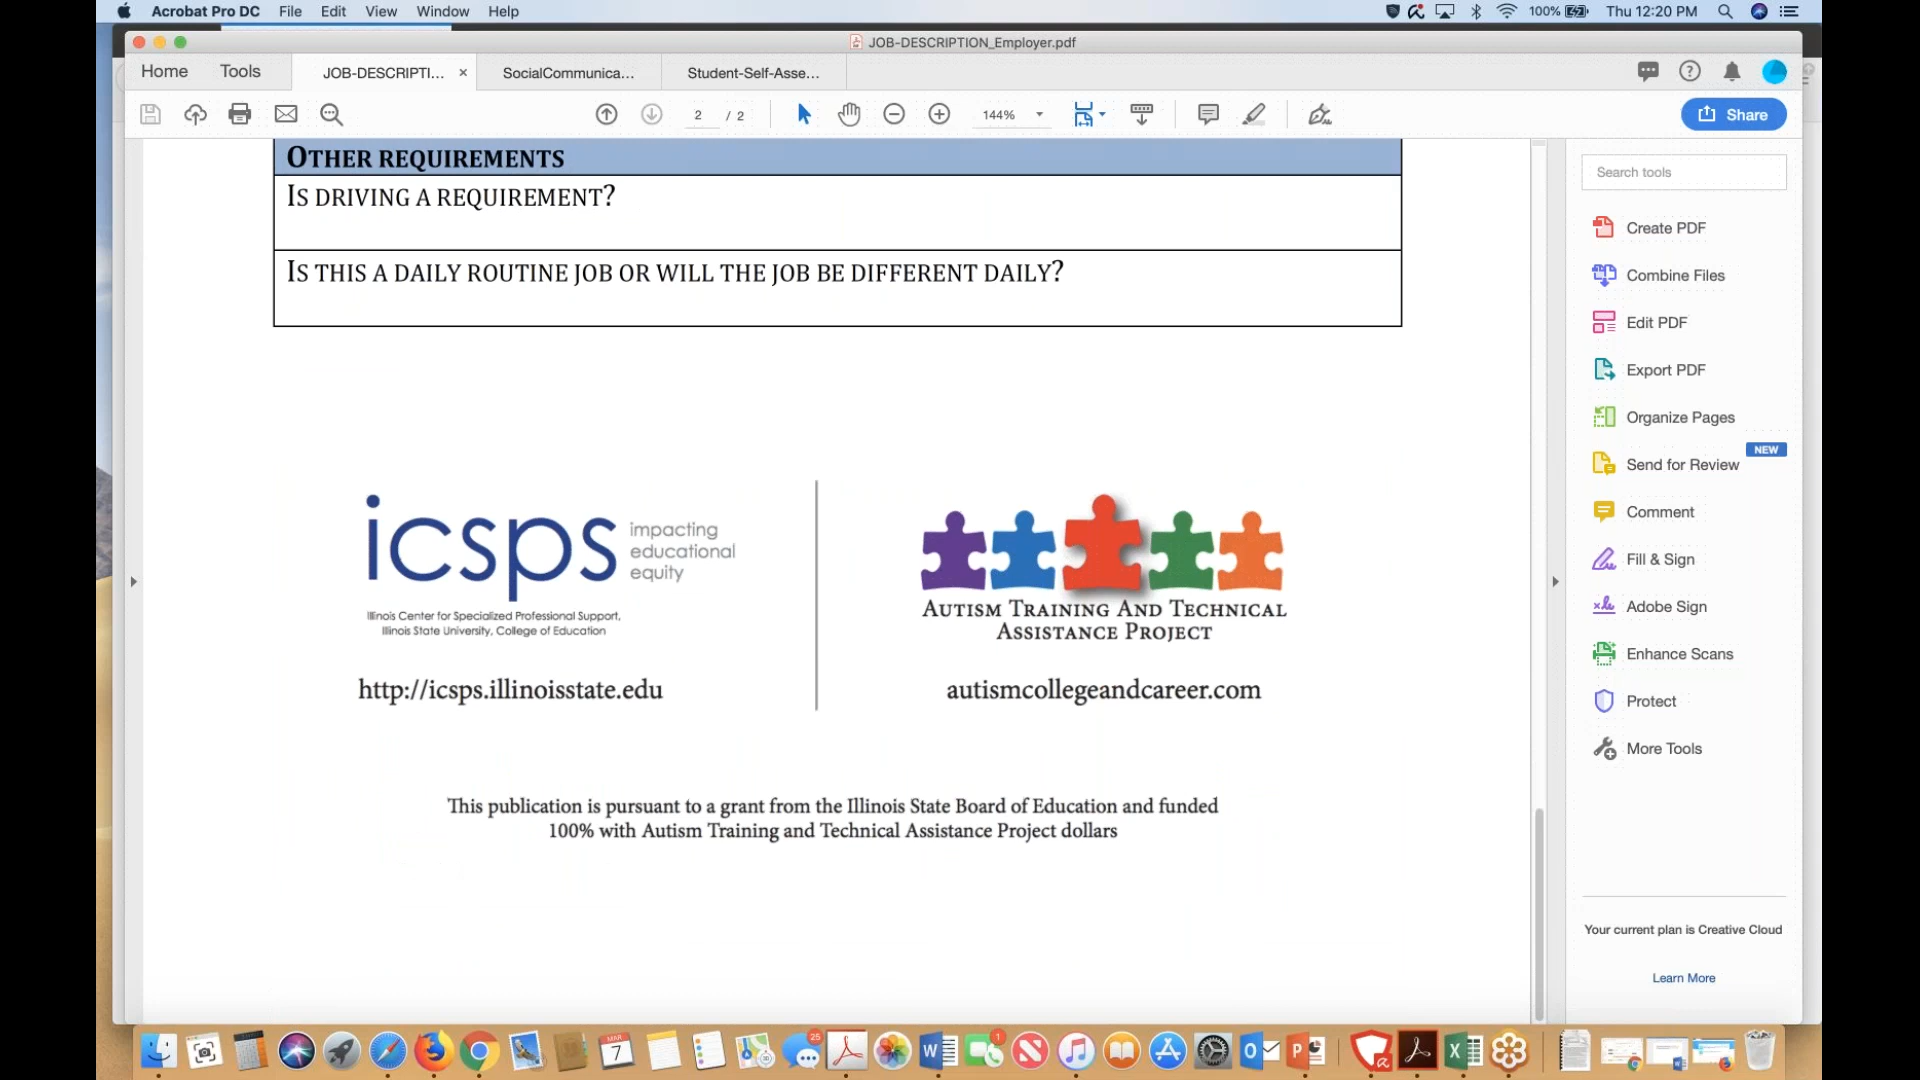 Acrobat Pro DC File Edit View Window Help 100% Thu 12:20 PM
JOB-DESCRIPTION_Employer.pdf
Home Tools JOB-DESCRIPTI... × SocialCommunica... Student-Self-Asse...
2 / 2 144% Share
OTHER REQUIREMENTS
IS DRIVING A REQUIREMENT?
IS THIS A DAILY ROUTINE JOB OR WILL THE JOB BE DIFFERENT DAILY?
icsps impacting
educational
equity
Illinois Center for Specialized Professional Support,
Illinois State University, College of Education
http://icsps.illinoisstate.edu
AUTISM TRAINING AND TECHNICAL
ASSISTANCE PROJECT
autismcollegeandcareer.com
This publication is pursuant to a grant from the Illinois State Board of Education and funded
100% with Autism Training and Technical Assistance Project dollars
Search tools
Create PDF
Combine Files
Edit PDF
Export PDF
Organize Pages
NEW
Send for Review
Comment
Fill & Sign
Adobe Sign
Enhance Scans
Protect
More Tools
Your current plan is Creative Cloud
Learn More
MAR
7
25
W
1
O
P
X